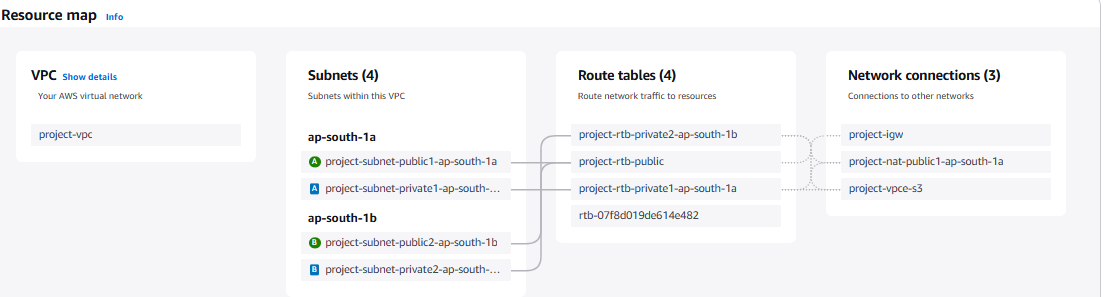 Resource map Info
VPC Show details
Your AWS virtual network
project-vpc
Subnets (4)
Subnets within this VPC
ap-south-1a
A project-subnet-public1-ap-south-1a
A project-subnet-private1-ap-south-...
ap-south-1b
B project-subnet-public2-ap-south-1b
B project-subnet-private2-ap-south-...
Route tables (4)
Route network traffic to resources
project-rtb-private2-ap-south-1b
project-rtb-public
project-rtb-private1-ap-south-1a
rtb-07f8d019de614e482
Network connections (3)
Connections to other networks
project-igw
project-nat-public1-ap-south-1a
project-vpce-s3